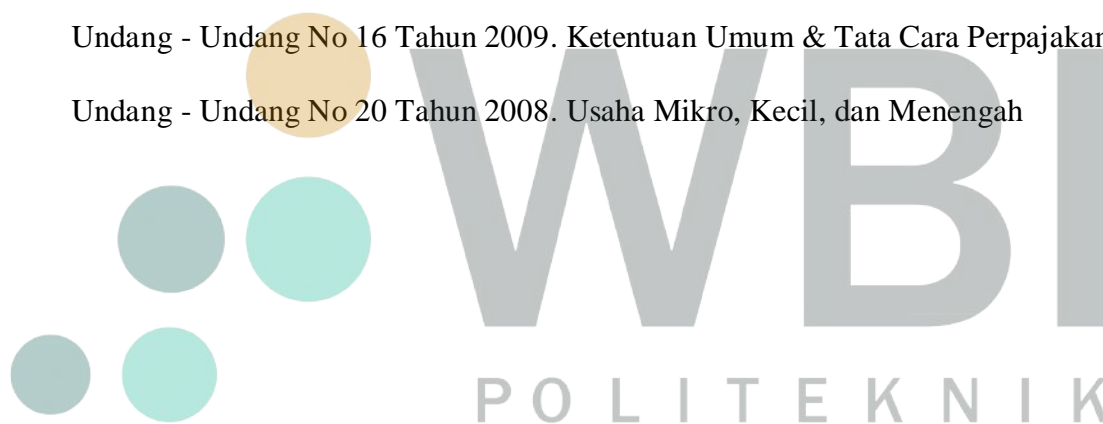 Undang - Undang No 16 Tahun 2009. Ketentuan Umum & Tata Cara Perpajakan
Undang - Undang No 20 Tahun 2008. Usaha Mikro, Kecil, dan Menengah
WBI
POLITEKNIK